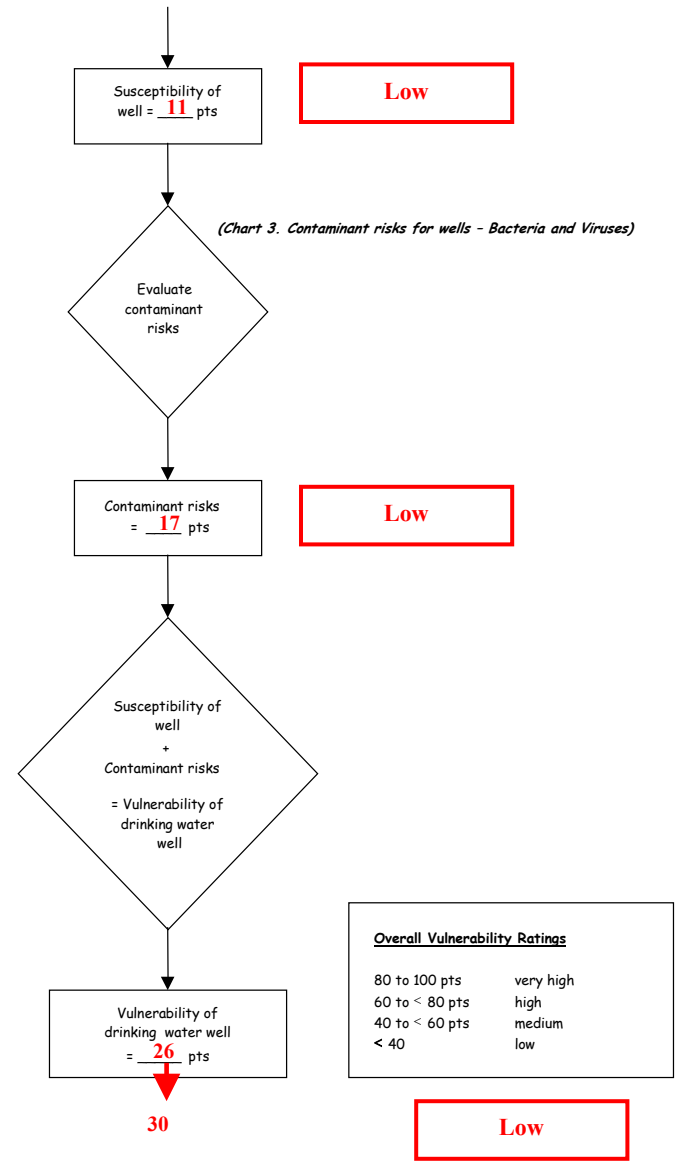 Susceptibility of
well = 11 pts
Low
(Chart 3. Contaminant risks for wells – Bacteria and Viruses)
Evaluate
contaminant
risks
Contaminant risks
= 17 pts
Low
Susceptibility of
well
+
Contaminant risks
= Vulnerability of
drinking water
well
Overall Vulnerability Ratings
80 to 100 pts very high
60 to < 80 pts high
40 to < 60 pts medium
< 40 low
Vulnerability of
drinking water well
= 26 pts
30
Low